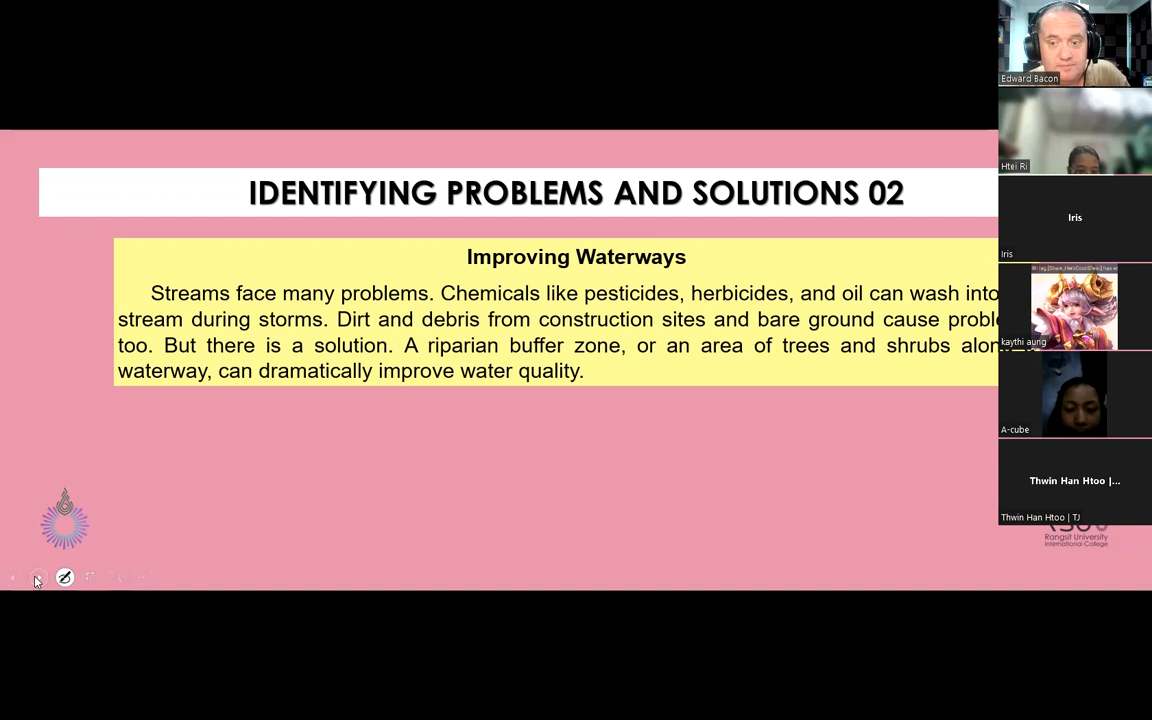 Edward Bacon
Htei Ri
Iris
Iris
kaythi aung
A-cube
Thwin Han Htoo |...
Thwin Han Htoo | TJ
IDENTIFYING PROBLEMS AND SOLUTIONS 02
Improving Waterways
Streams face many problems. Chemicals like pesticides, herbicides, and oil can wash into
stream during storms. Dirt and debris from construction sites and bare ground cause
too. But there is a solution. A riparian buffer zone, or an area of trees and shrubs
waterway, can dramatically improve water quality.
Rangsit University
International College